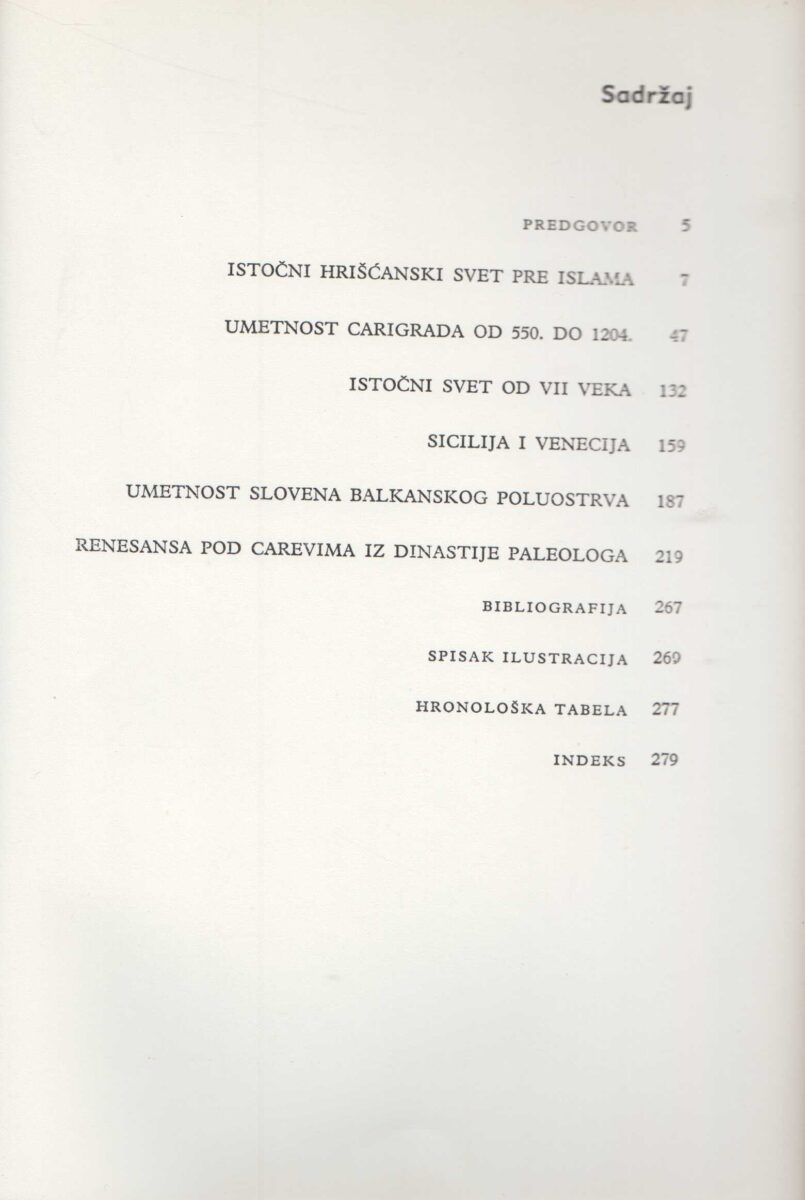 Sadržaj
PREDGOVOR 5
ISTOČNI HRIŠĆANSKI SVET PRE ISLAMA 7
UMETNOST CARIGRADA OD 550. DO 1204. 47
ISTOČNI SVET OD VII VEKA 132
SICILIJA I VENECIJA 159
UMETNOST SLOVENA BALKANSKOG POLUOSTRVA 187
RENESANSA POD CAREVIMA IZ DINASTIJE PALEOLOGA 219
BIBLIOGRAFIJA 267
SPISAK ILUSTRACIJA 269
HRONOLOŠKA TABELA 277
INDEKS 279